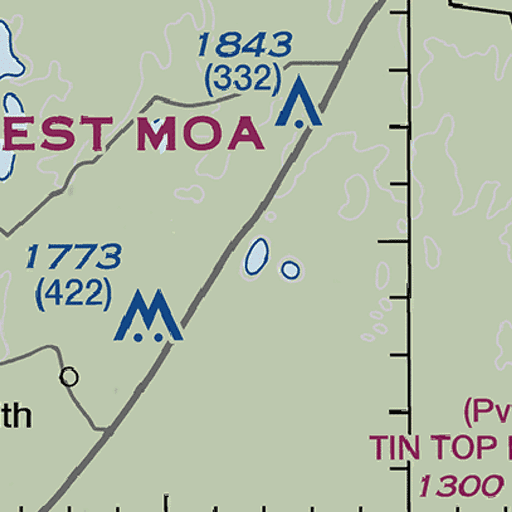 1843
(332)
EST MOA
1773
(422)
th
(Pv
TIN TOP
1300